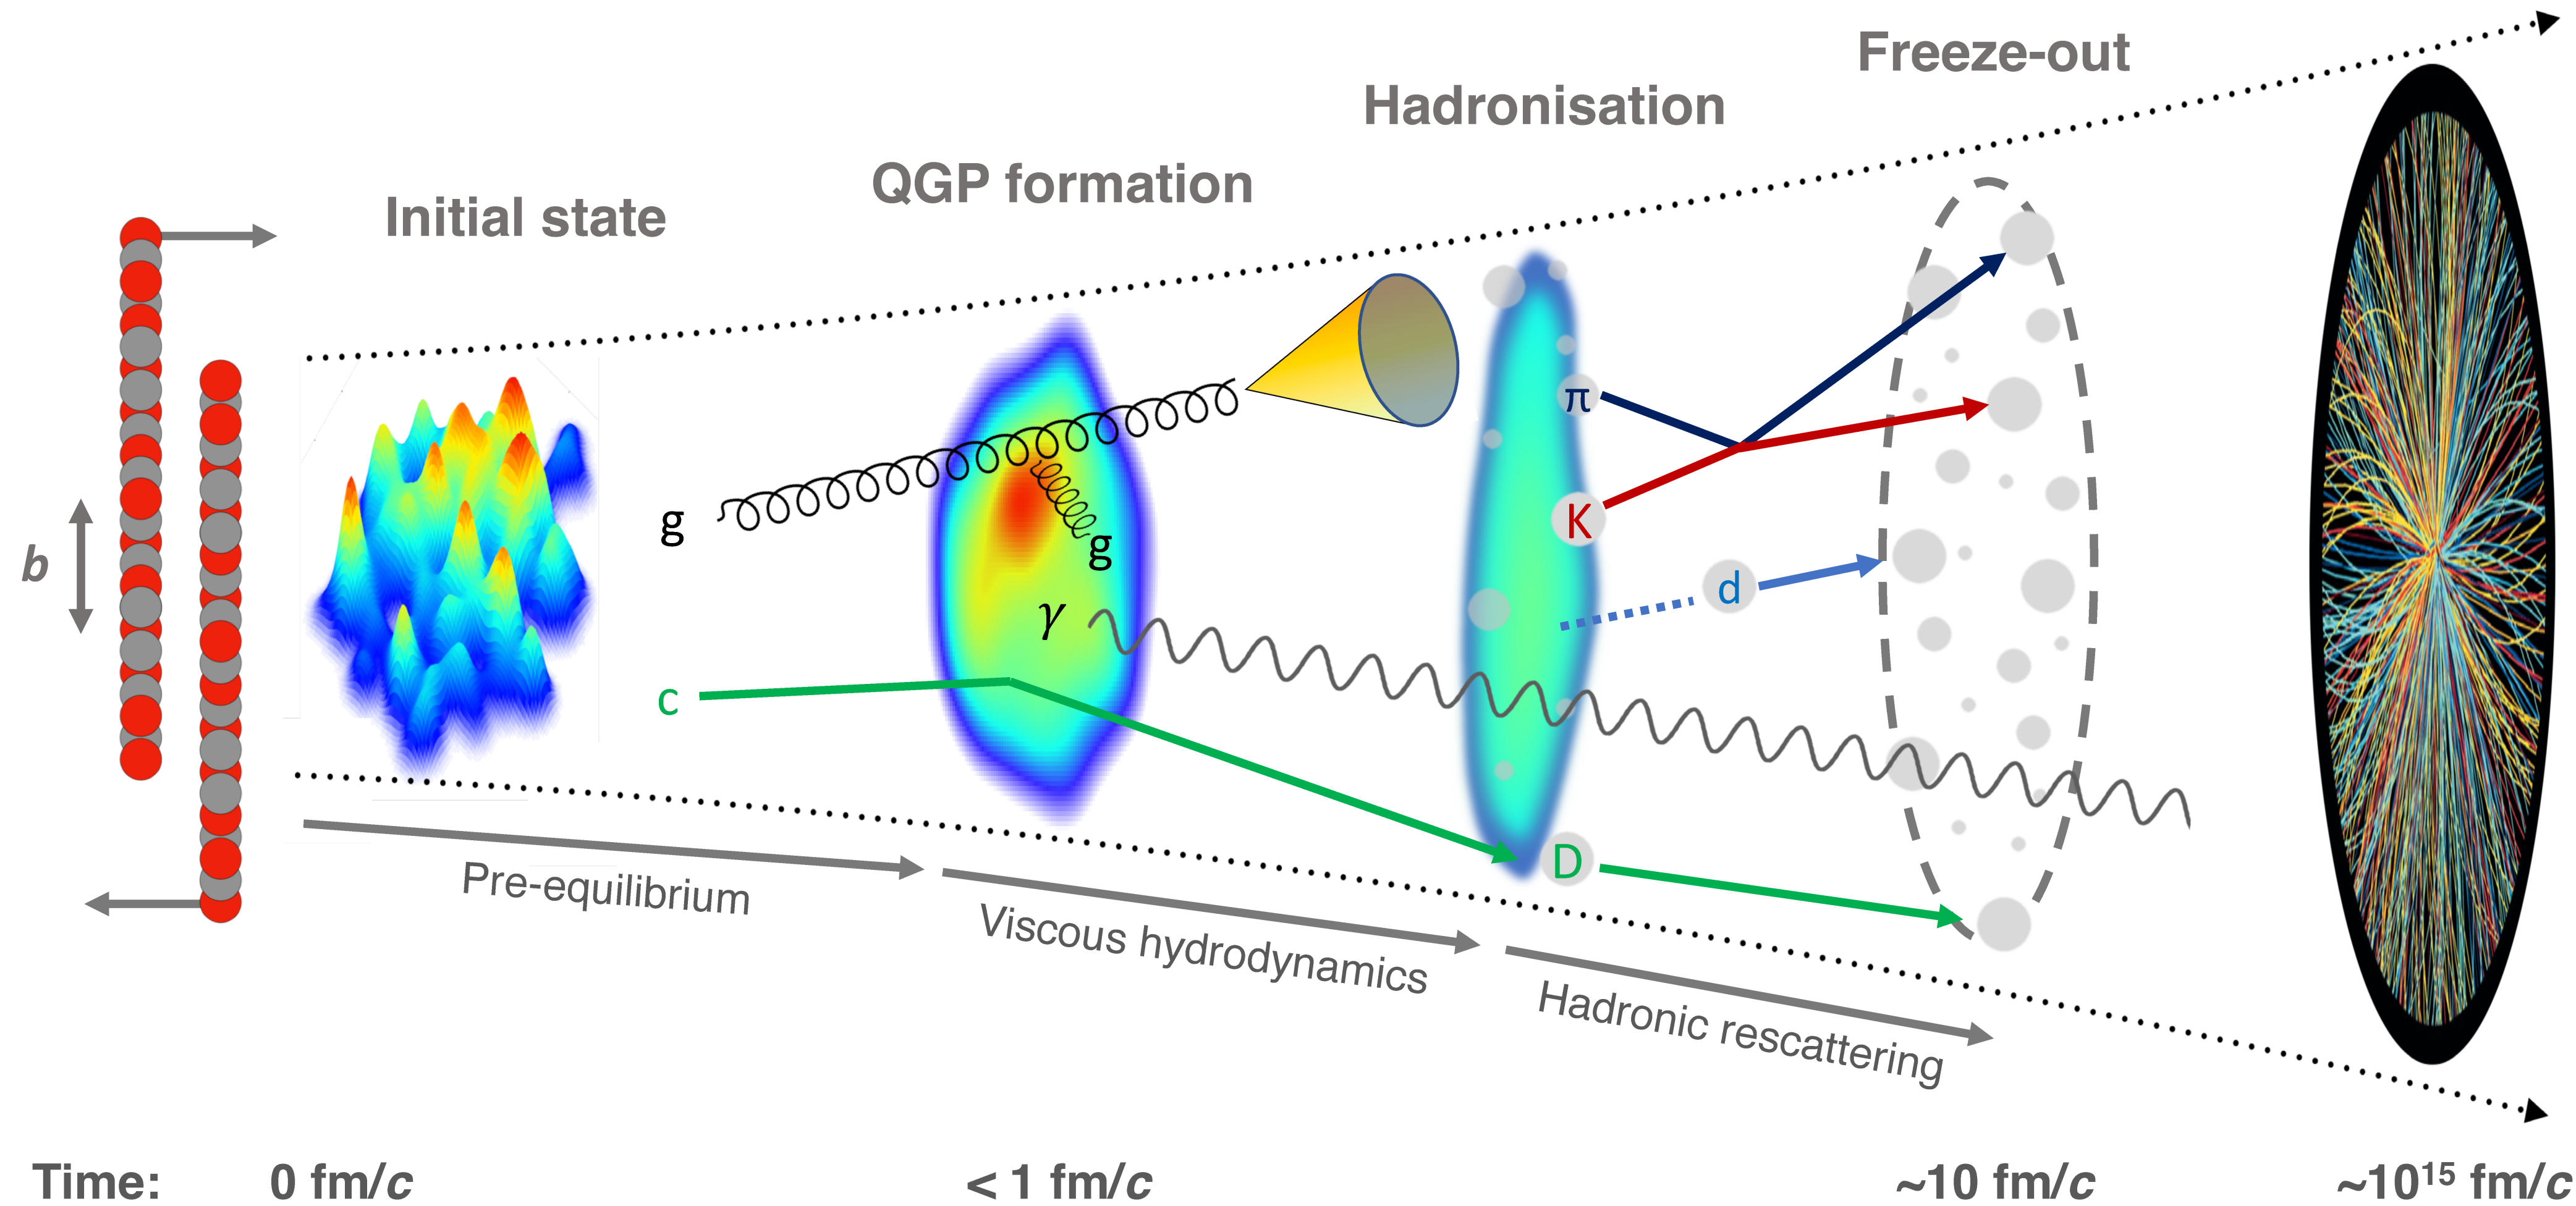 Freeze-out
Hadronisation
QGP formation
Initial state
b
g
g
γ
c
π
K
d
D
Pre-equilibrium
Viscous hydrodynamics
Hadronic rescattering
Time: 0 fm/c < 1 fm/c ~10 fm/c ~10¹⁵ fm/c